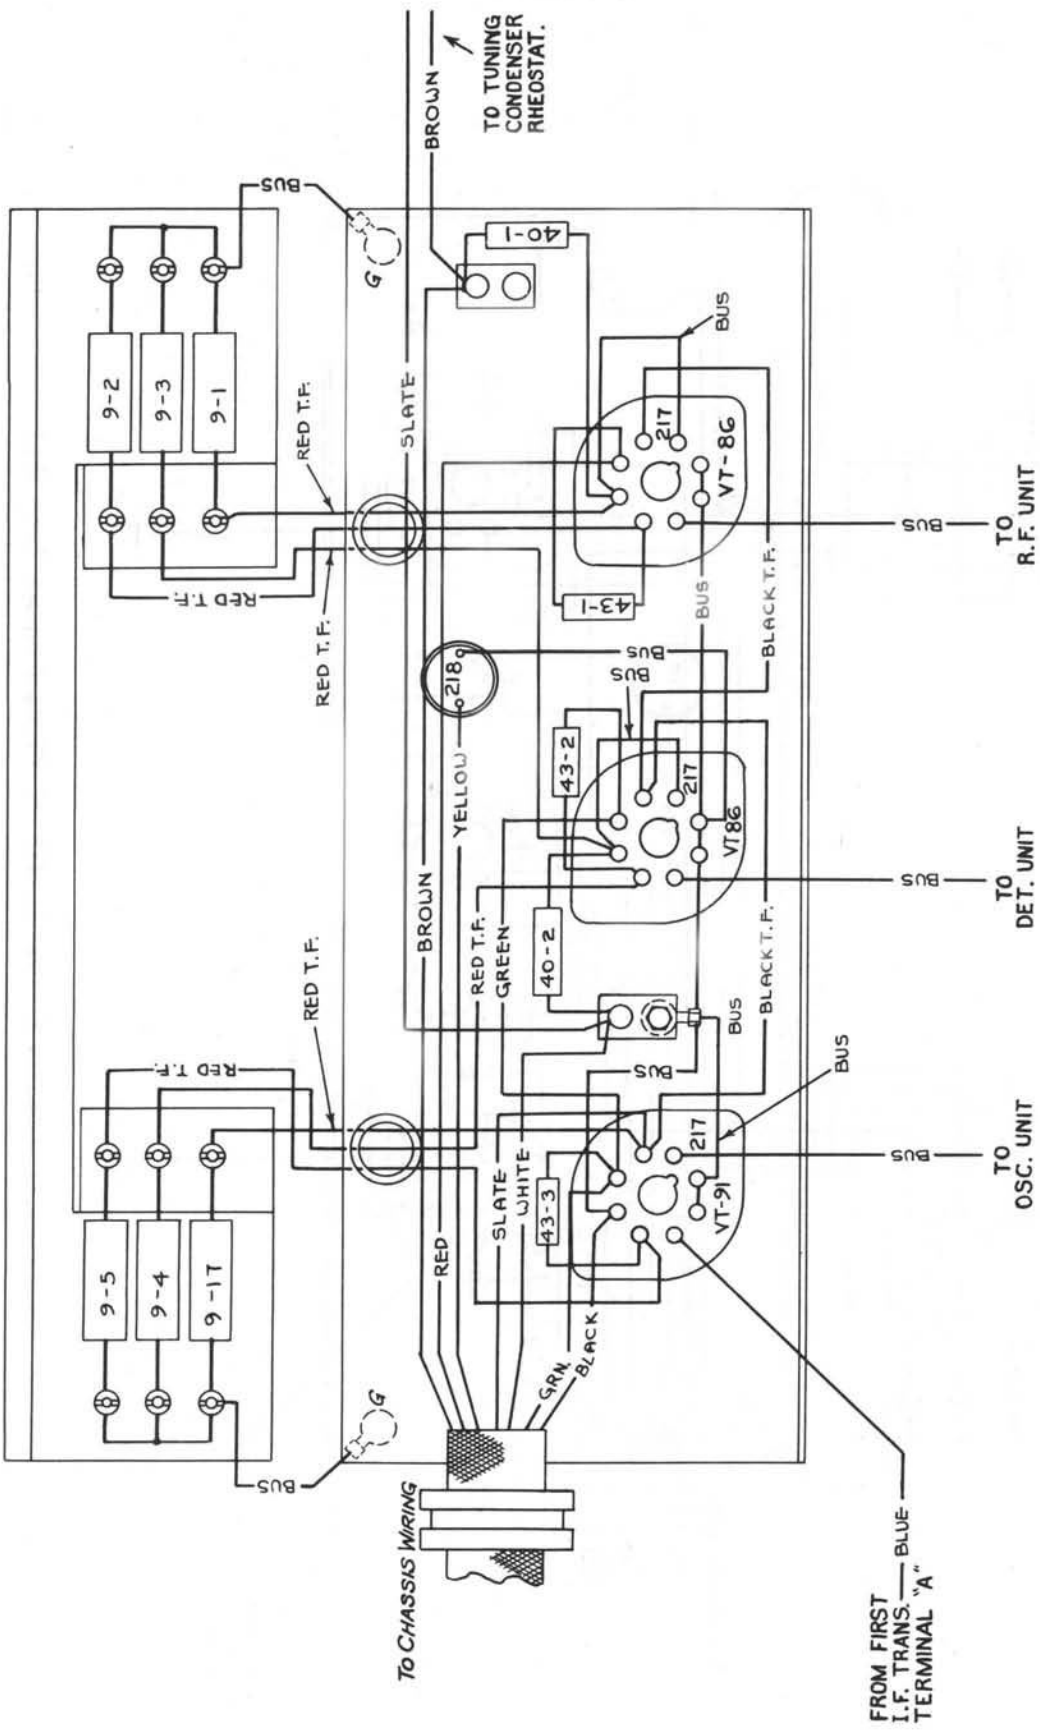 TO TUNING
CONDENSER
RHEOSTAT.
BROWN
BUS
G
40-1
9-2
9-3
9-1
RED T.F.
SLATE
BUS
217
VT-86
RED T.F.
RED T.F.
43-1
BUS
BLACK T.F.
BUS
TO
R.F. UNIT
218
BUS
BUS
YELLOW
43-2
217
VT86
BROWN
RED T.F.
GREEN
40-2
BUS
TO
DET. UNIT
BLACK T.F.
RED T.F.
RED T.F.
BUS
BUS
BUS
9-5
9-4
9-17
RED
SLATE
WHITE
43-3
217
VT-91
BUS
TO
OSC. UNIT
GRN.
BLACK
G
BUS
TO CHASSIS WIRING
FROM FIRST
I.F. TRANS.
TERMINAL "A"
BLUE